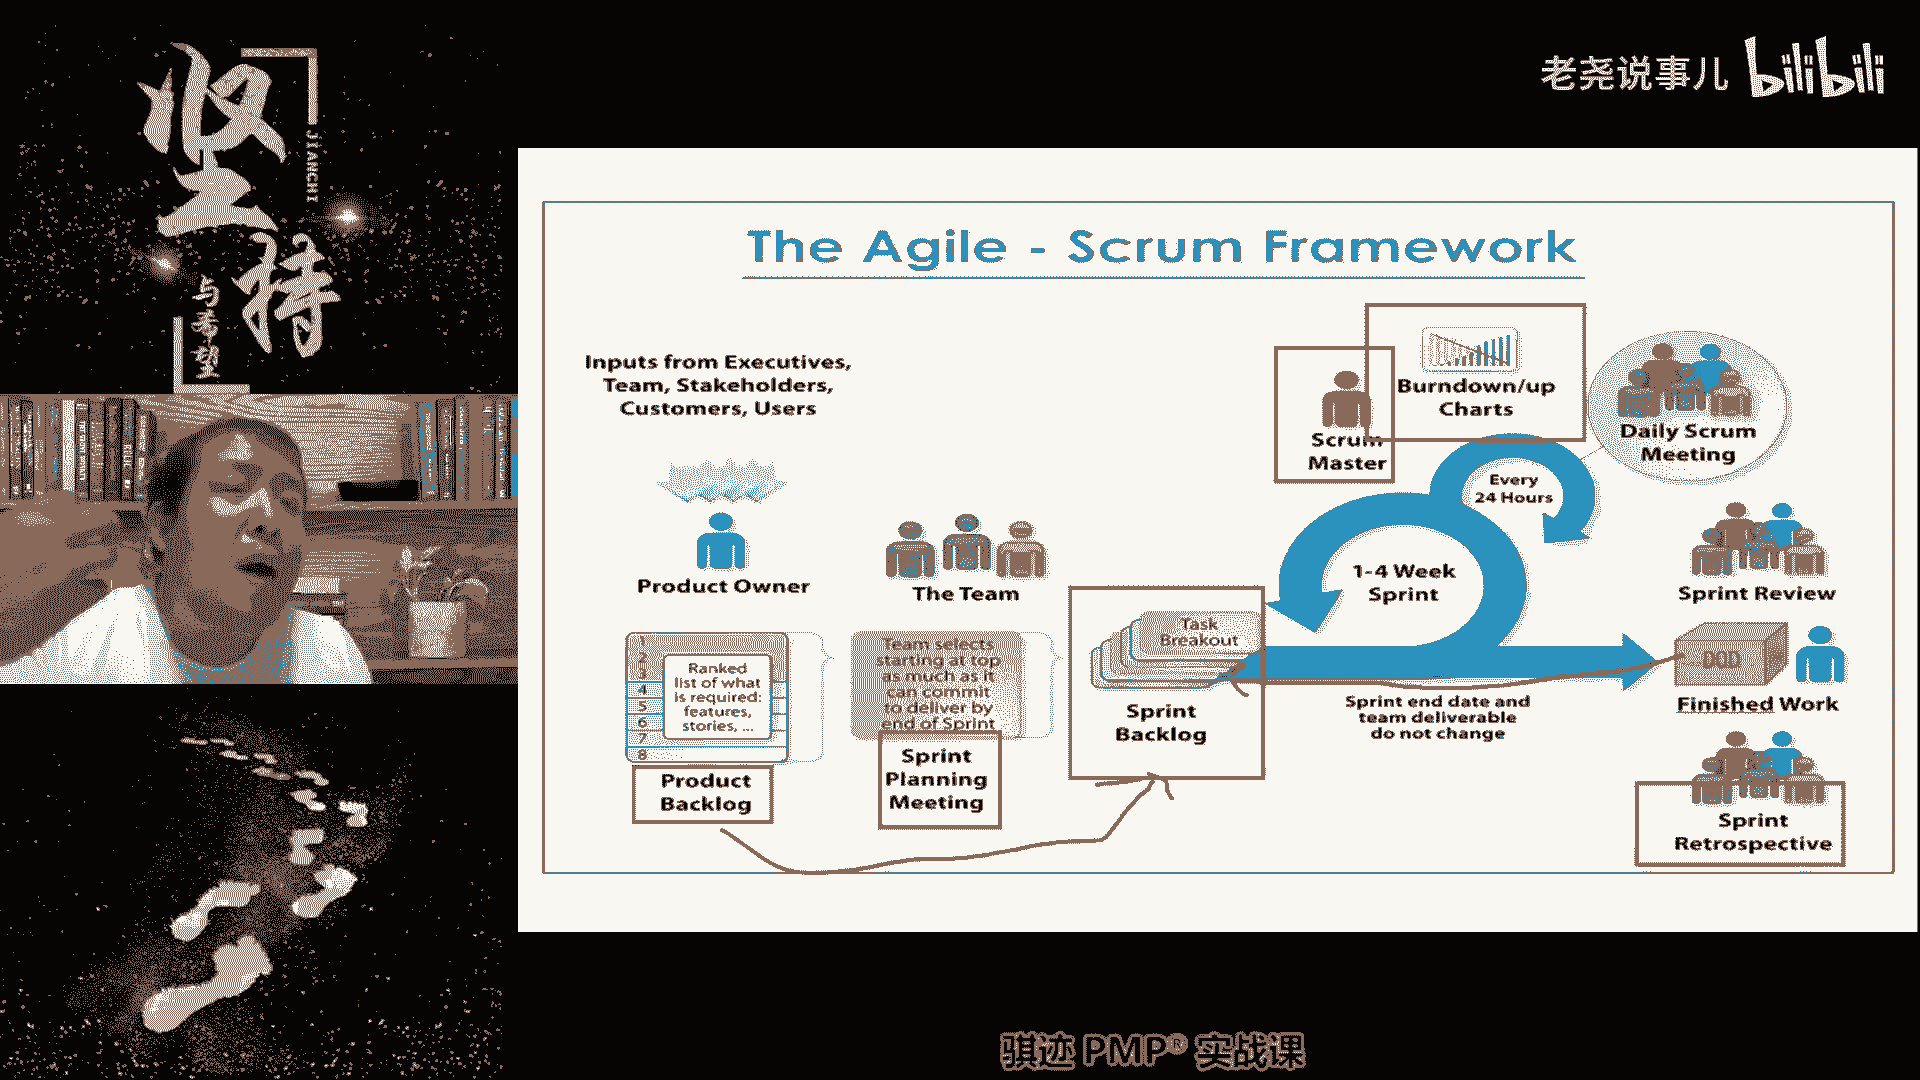 坚持
JIANCHI
与希望
老尧说事儿 bilibili
The Agile - Scrum Framework
Inputs from Executives,
Team, Stakeholders,
Customers, Users
Product Owner
The Team
1
2
3
4
5
6
7
8
Ranked
list of what
is required:
features,
stories, ...
Product
Backlog
Team selects
starting at top
as much as it
can commit
to deliver by
end of Sprint
Sprint
Planning
Meeting
Task
Breakout
Sprint
Backlog
Scrum
Master
Burndown/up
Charts
Every
24 Hours
Daily Scrum
Meeting
1-4 Week
Sprint
Sprint end date and
team deliverable
do not change
Sprint Review
DOD
Finished Work
Sprint
Retrospective
骐迹 PMP® 实战课